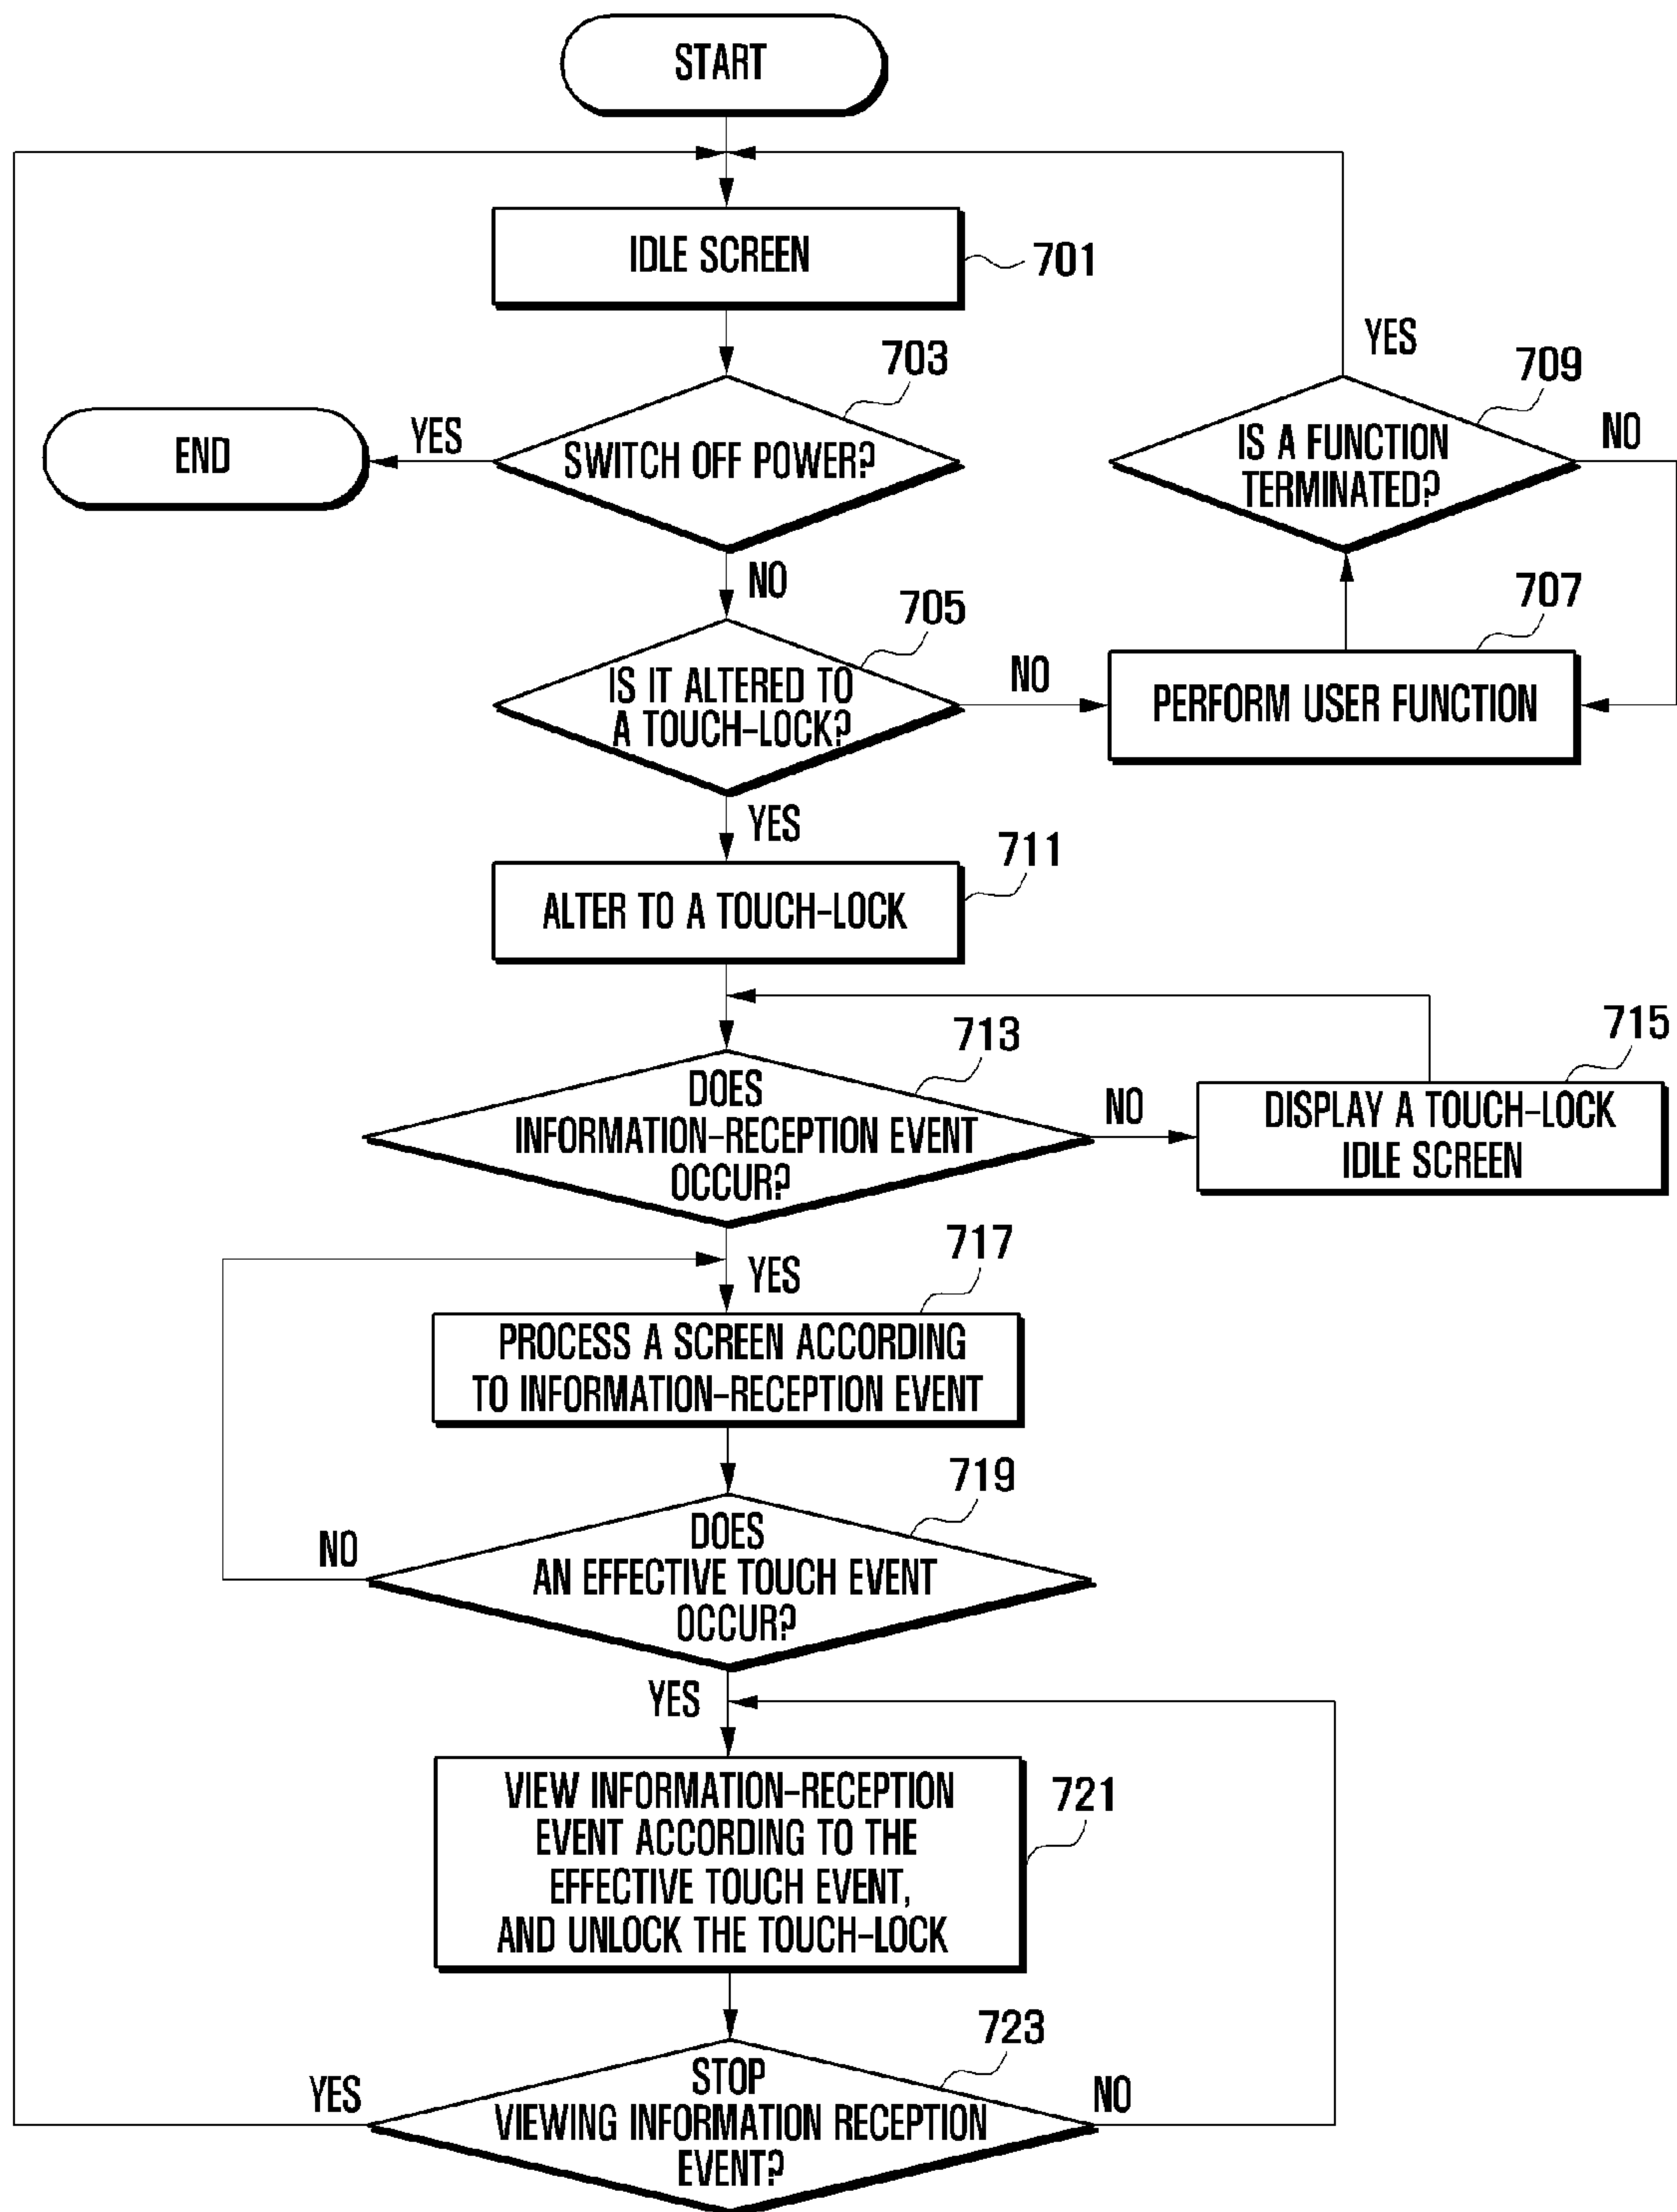 START
IDLE SCREEN
701
703
SWITCH OFF POWER?
YES
END
NO
705
IS IT ALTERED TO
A TOUCH-LOCK?
NO
707
PERFORM USER FUNCTION
709
IS A FUNCTION
TERMINATED?
YES
NO
YES
711
ALTER TO A TOUCH-LOCK
713
DOES
INFORMATION-RECEPTION EVENT
OCCUR?
NO
715
DISPLAY A TOUCH-LOCK
IDLE SCREEN
YES
717
PROCESS A SCREEN ACCORDING
TO INFORMATION-RECEPTION EVENT
719
DOES
AN EFFECTIVE TOUCH EVENT
OCCUR?
NO
YES
721
VIEW INFORMATION-RECEPTION
EVENT ACCORDING TO THE
EFFECTIVE TOUCH EVENT,
AND UNLOCK THE TOUCH-LOCK
723
STOP
VIEWING INFORMATION RECEPTION
EVENT?
YES
NO